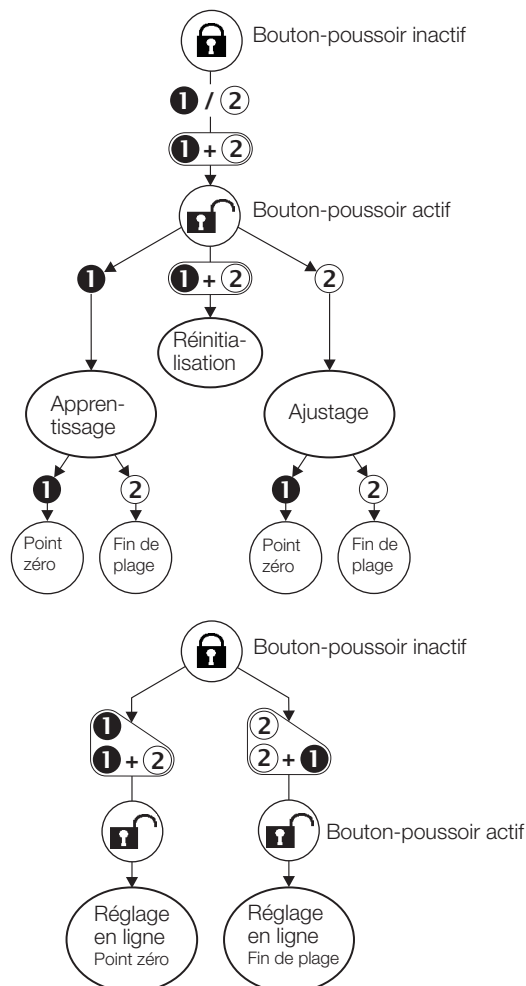 Bouton-poussoir inactif
1 / 2
1 + 2
Bouton-poussoir actif
1
1 + 2
2
Réinitia-
lisation
Appren-
tissage
Ajustage
1
2
1
2
Point
zéro
Fin de
plage
Point
zéro
Fin de
plage
Bouton-poussoir inactif
1
1 + 2
2
2 + 1
Bouton-poussoir actif
Réglage
en ligne
Point zéro
Réglage
en ligne
Fin de plage